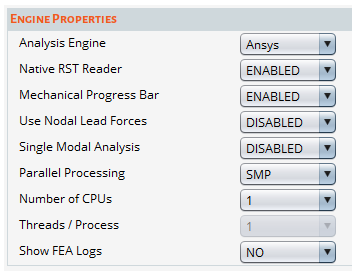 Engine Properties
Analysis Engine Ansys
Native RST Reader ENABLED
Mechanical Progress Bar ENABLED
Use Nodal Lead Forces DISABLED
Single Modal Analysis DISABLED
Parallel Processing SMP
Number of CPUs 1
Threads / Process 1
Show FEA Logs NO